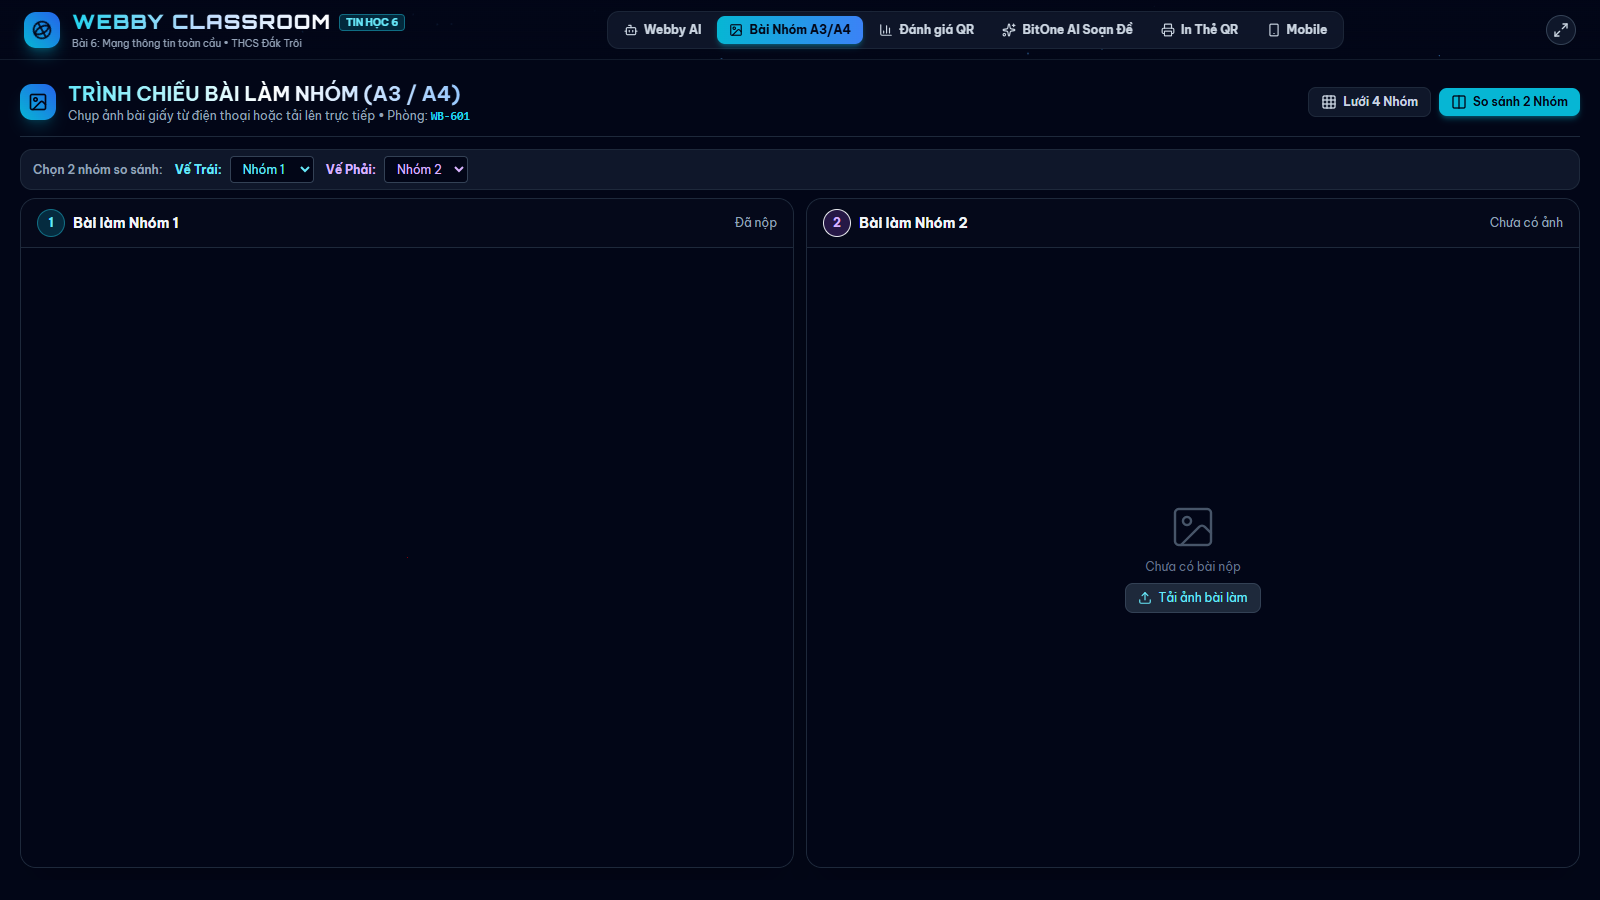 WEBBY CLASSROOM TIN HỌC 6
Bài 6: Mạng thông tin toàn cầu • THCS Đắk Trôi
Webby AI
Bài Nhóm A3/A4
Đánh giá QR
BitOne AI Soạn Đề
In Thẻ QR
Mobile
TRÌNH CHIẾU BÀI LÀM NHÓM (A3 / A4)
Chụp ảnh bài giấy từ điện thoại hoặc tải lên trực tiếp • Phòng: WB-601
Lưới 4 Nhóm
So sánh 2 Nhóm
Chọn 2 nhóm so sánh: Vế Trái: Nhóm 1 Vế Phải: Nhóm 2
1 Bài làm Nhóm 1 Đã nộp
2 Bài làm Nhóm 2 Chưa có ảnh
Chưa có bài nộp
Tải ảnh bài làm